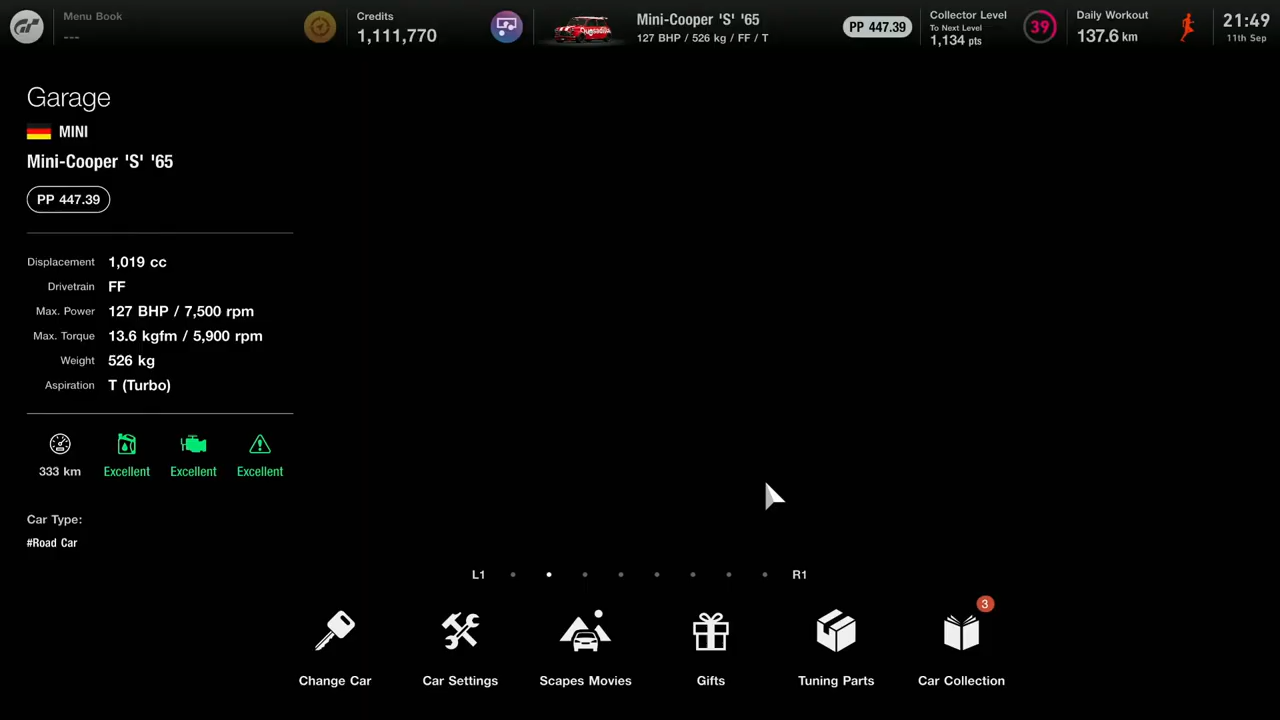 Menu Book
---
Credits
1,111,770
Mini-Cooper 'S' '65
127 BHP / 526 kg / FF / T
PP 447.39
Collector Level
To Next Level
1,134 pts
39
Daily Workout
137.6 km
21:49
11th Sep
Garage
MINI
Mini-Cooper 'S' '65
PP 447.39
Displacement 1,019 cc
Drivetrain FF
Max. Power 127 BHP / 7,500 rpm
Max. Torque 13.6 kgfm / 5,900 rpm
Weight 526 kg
Aspiration T (Turbo)
333 km Excellent Excellent Excellent
Car Type:
#Road Car
L1 R1
3
Change Car Car Settings Scapes Movies Gifts Tuning Parts Car Collection